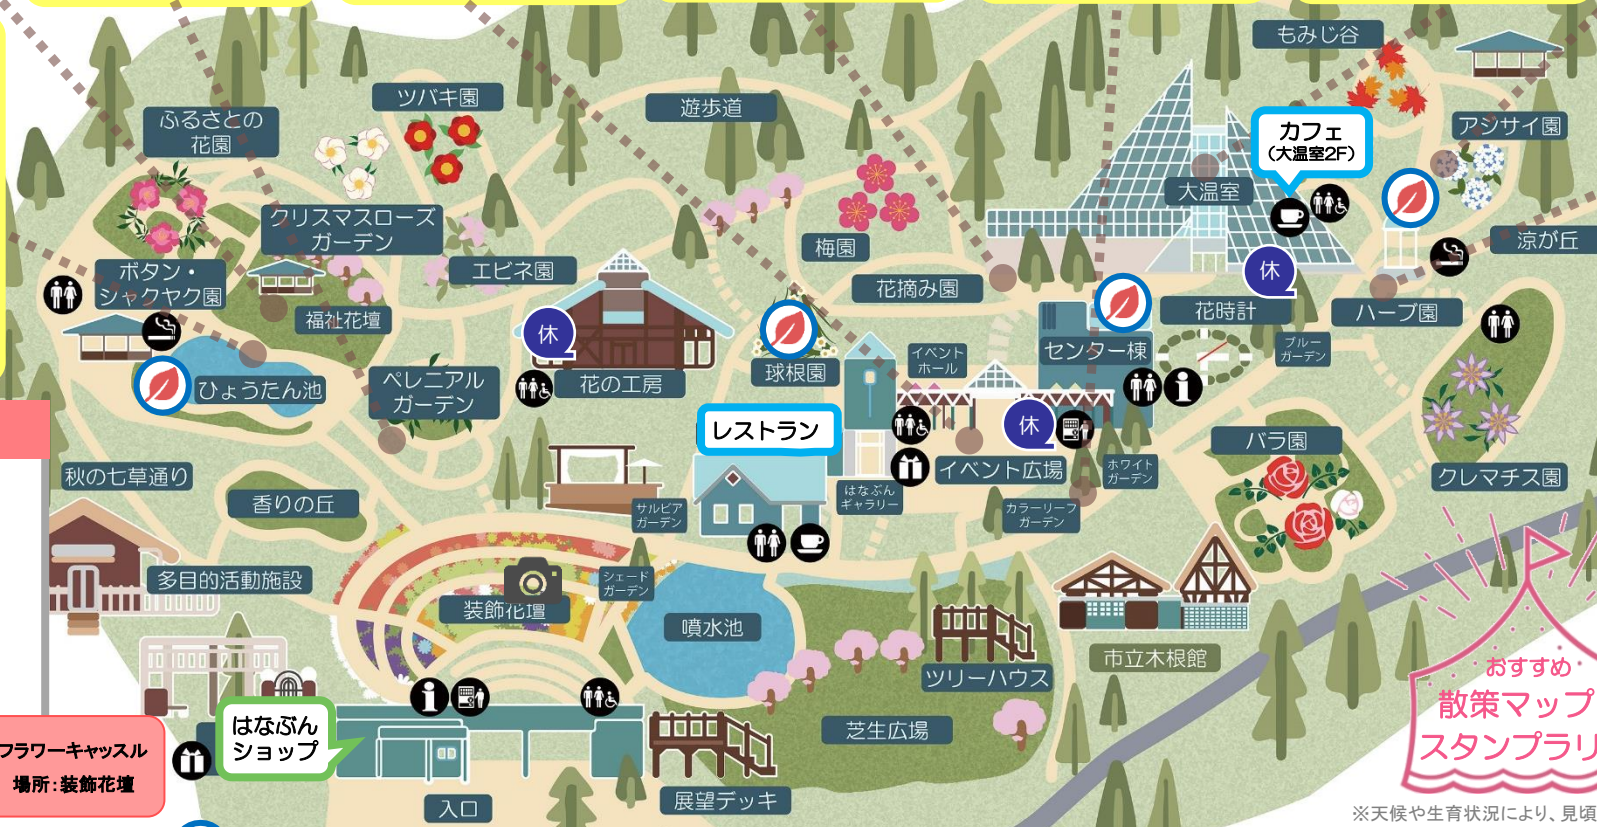 もみじ谷
ツバキ園
遊歩道
ふるさとの
花園
カフェ
(大温室2F)
アジサイ園
大温室
クリスマスローズ
ガーデン
梅園
涼が丘
ボタン・
シャクヤク園
エビネ園
花摘み園
休
福祉花壇
休
花時計
ハーブ園
ブルー
ガーデン
センター棟
イベント
ホール
球根園
花の工房
ひょうたん池
ペレニアル
ガーデン
レストラン
休
イベント広場
ホワイト
ガーデン
バラ園
クレマチス園
秋の七草通り
香りの丘
サルビア
ガーデン
はなぶん
ギャラリー
カラーリーフ
ガーデン
多目的活動施設
シェード
ガーデン
装飾花壇
噴水池
ツリーハウス
市立木根館
おすすめ
散策マップ
スタンプラリ
はなぶん
ショップ
芝生広場
フラワーキャッスル
場所:装飾花壇
入口
展望デッキ
※天候や生育状況により、見頃